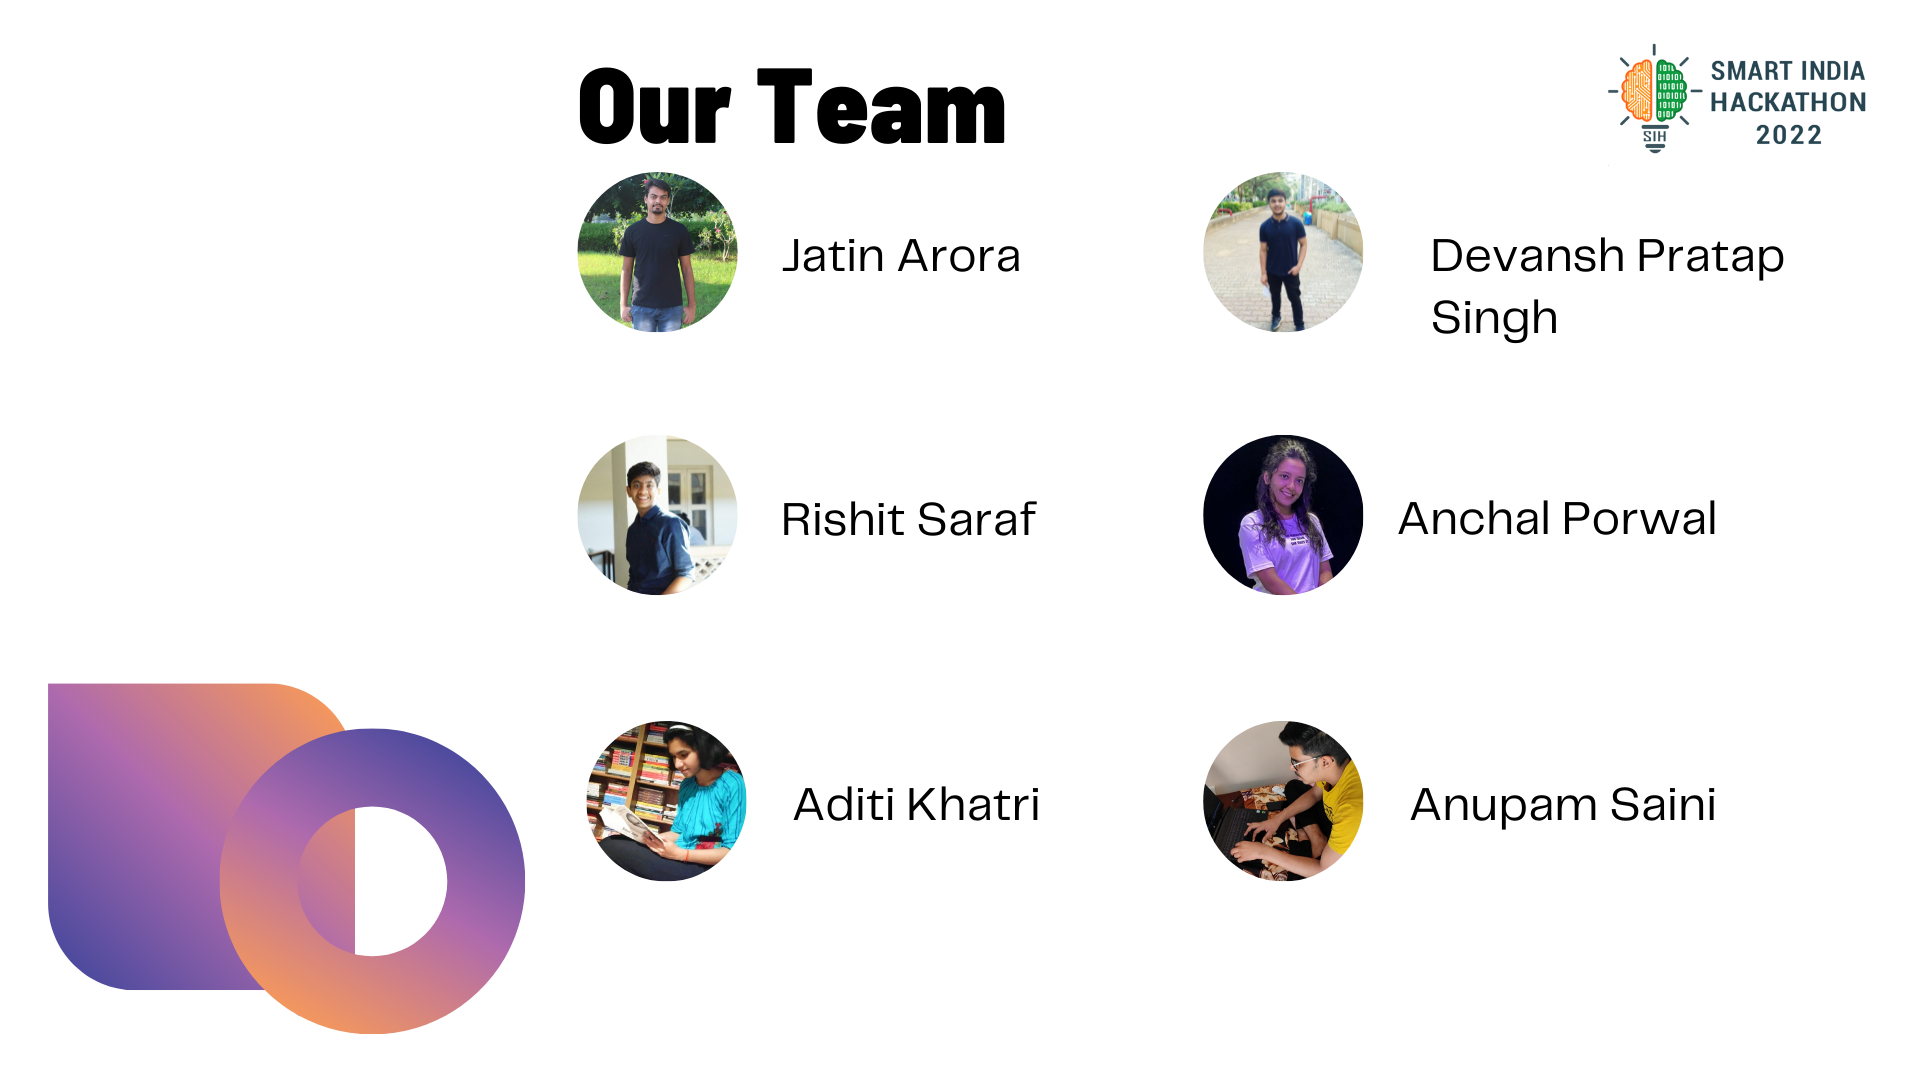 Our Team
SMART INDIA
HACKATHON
2022
SIH
Jatin Arora
Devansh Pratap
Singh
Rishit Saraf
Anchal Porwal
Aditi Khatri
Anupam Saini